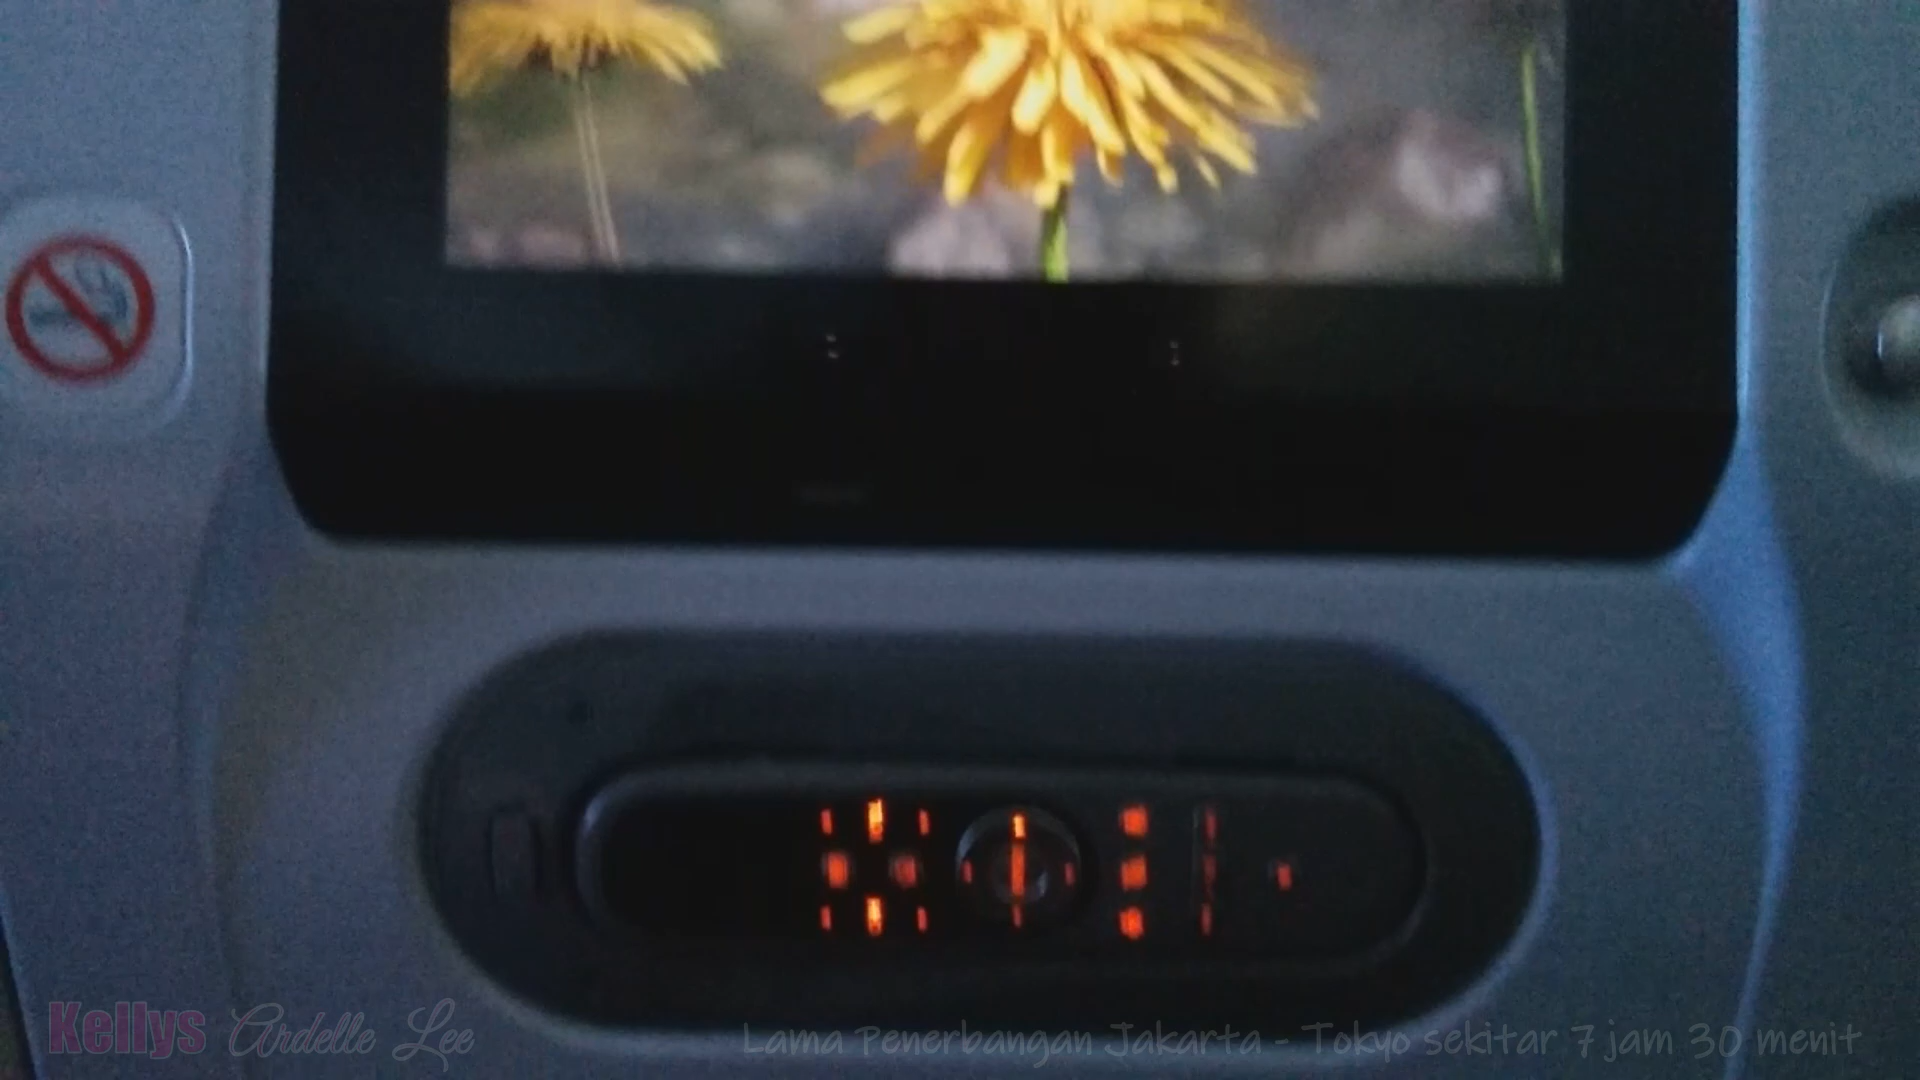 Kellys Ardelle Lee
Lama Penerbangan Jakarta - Tokyo sekitar 7 jam 30 menit